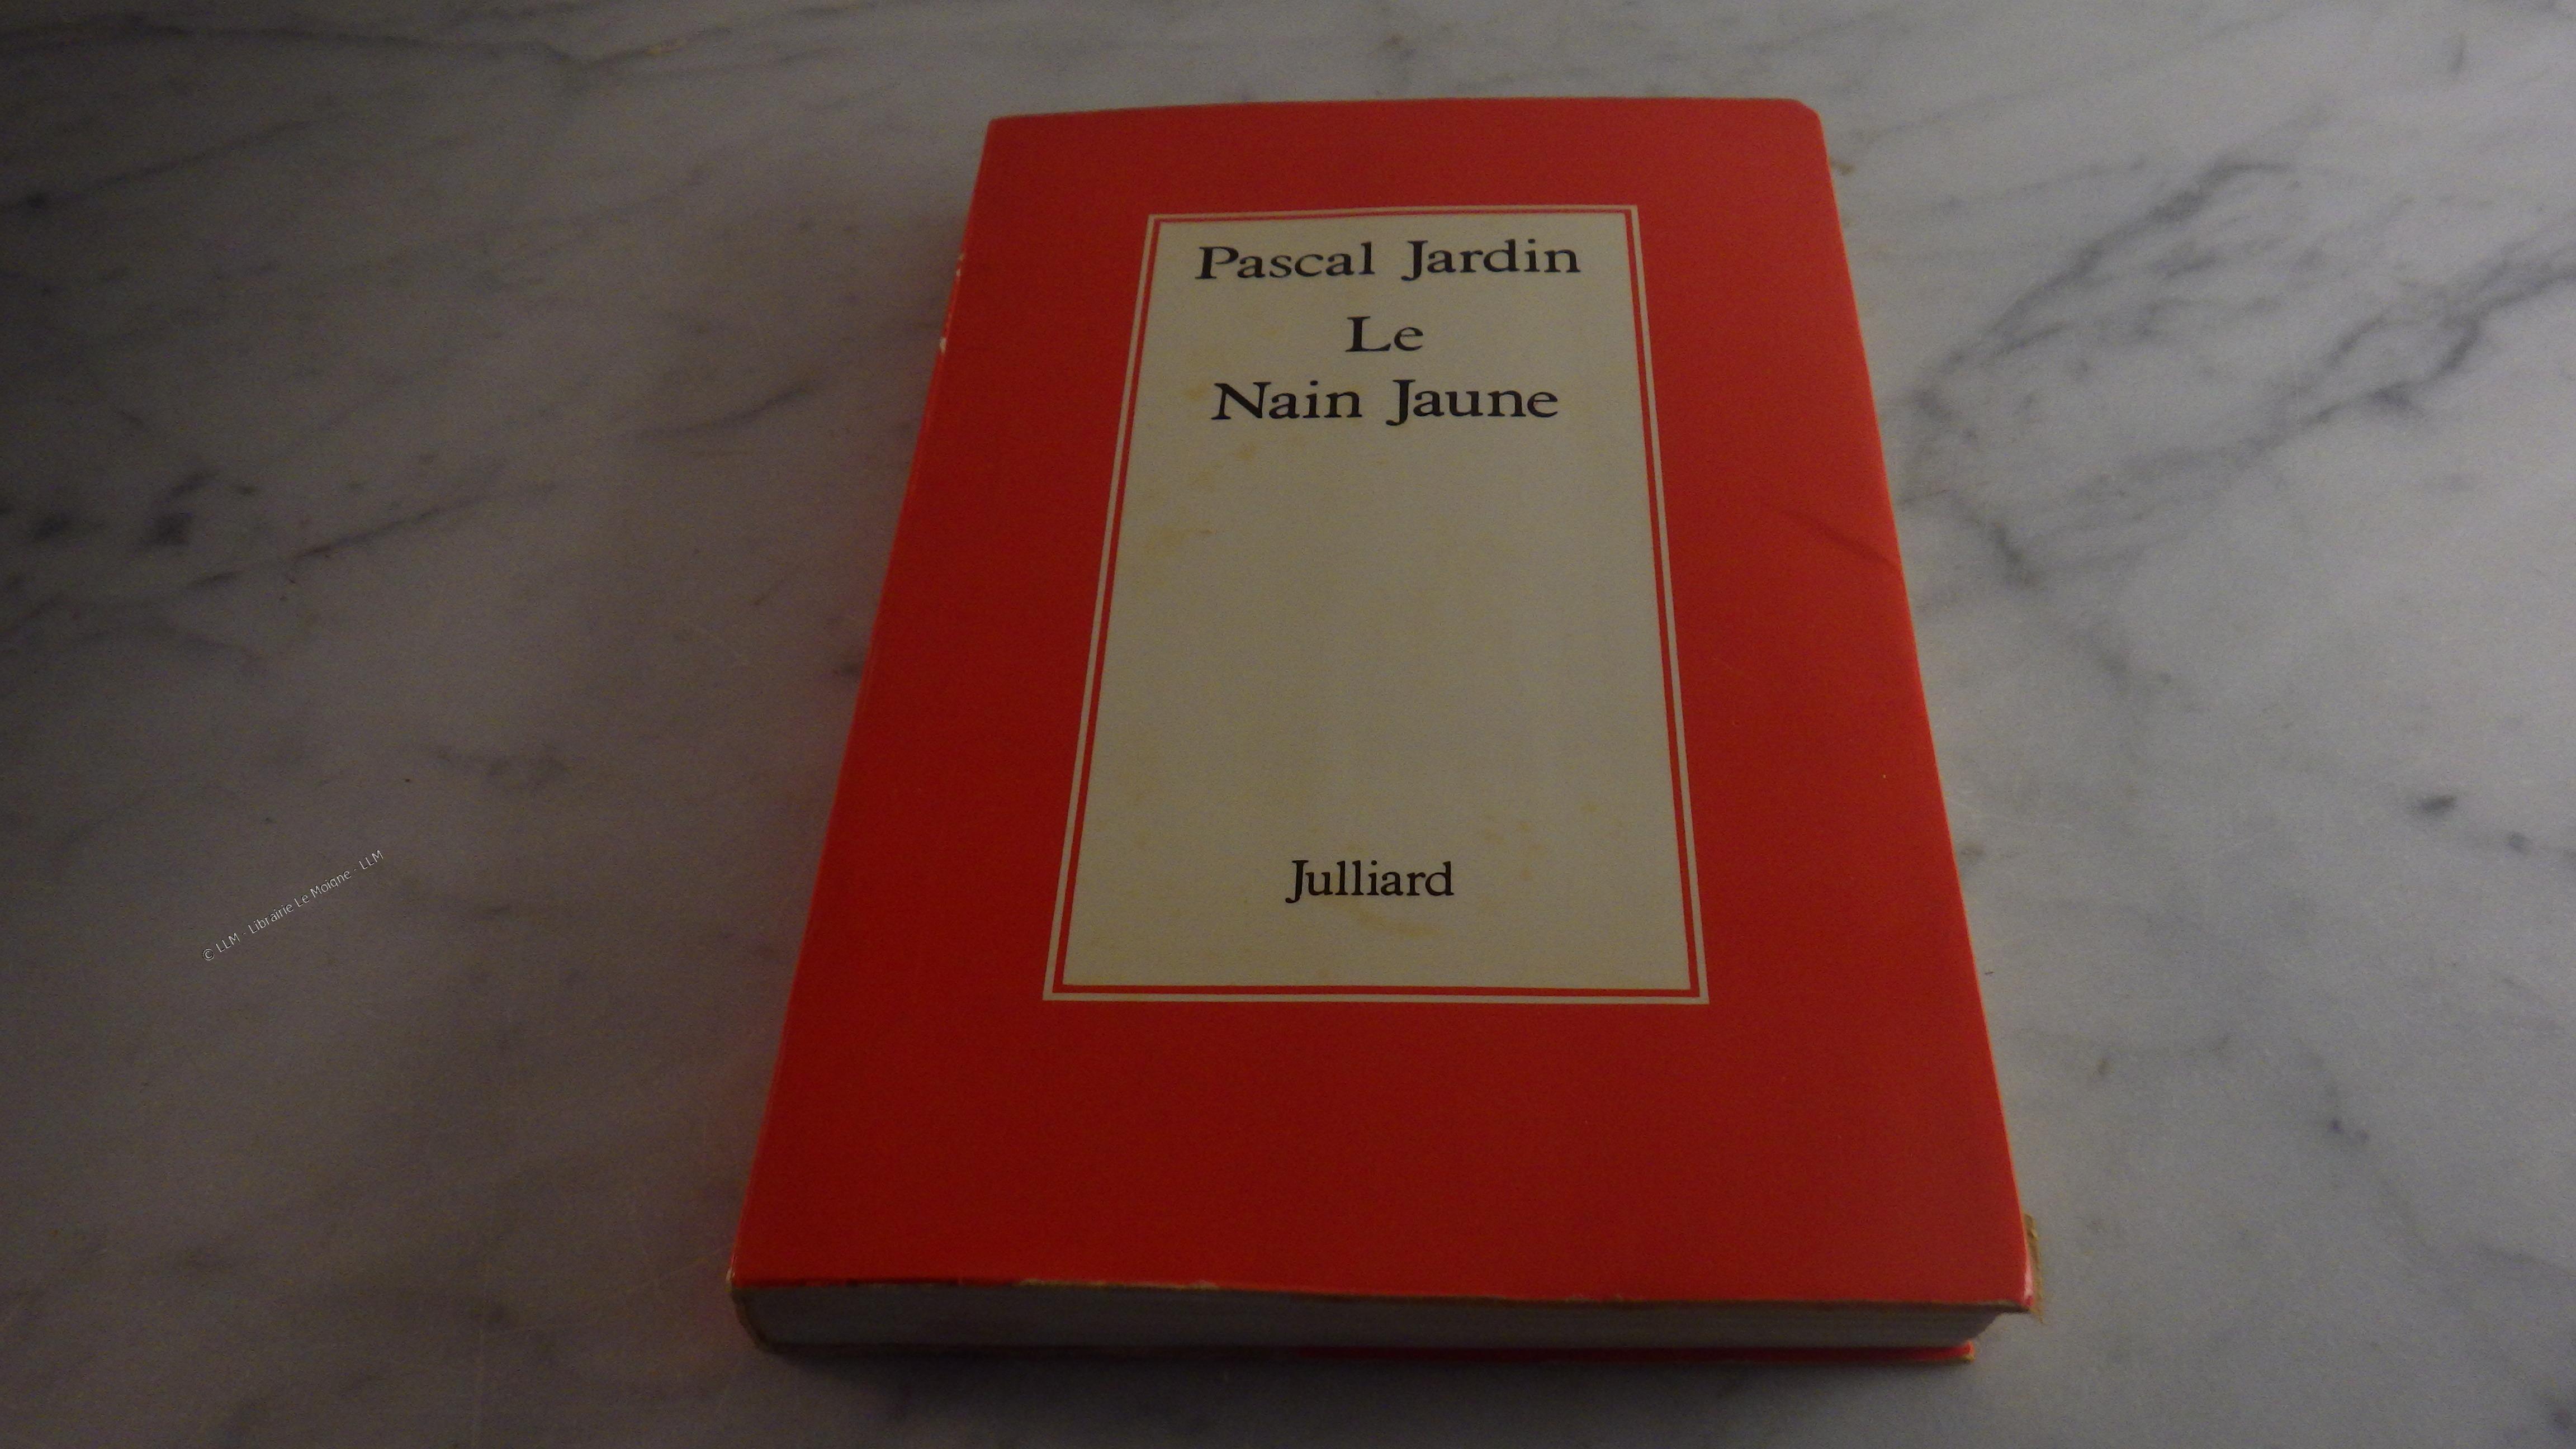 Pascal Jardin
Le
Nain Jaune
Julliard
© LLM - Librairie Le Moigne - LLM